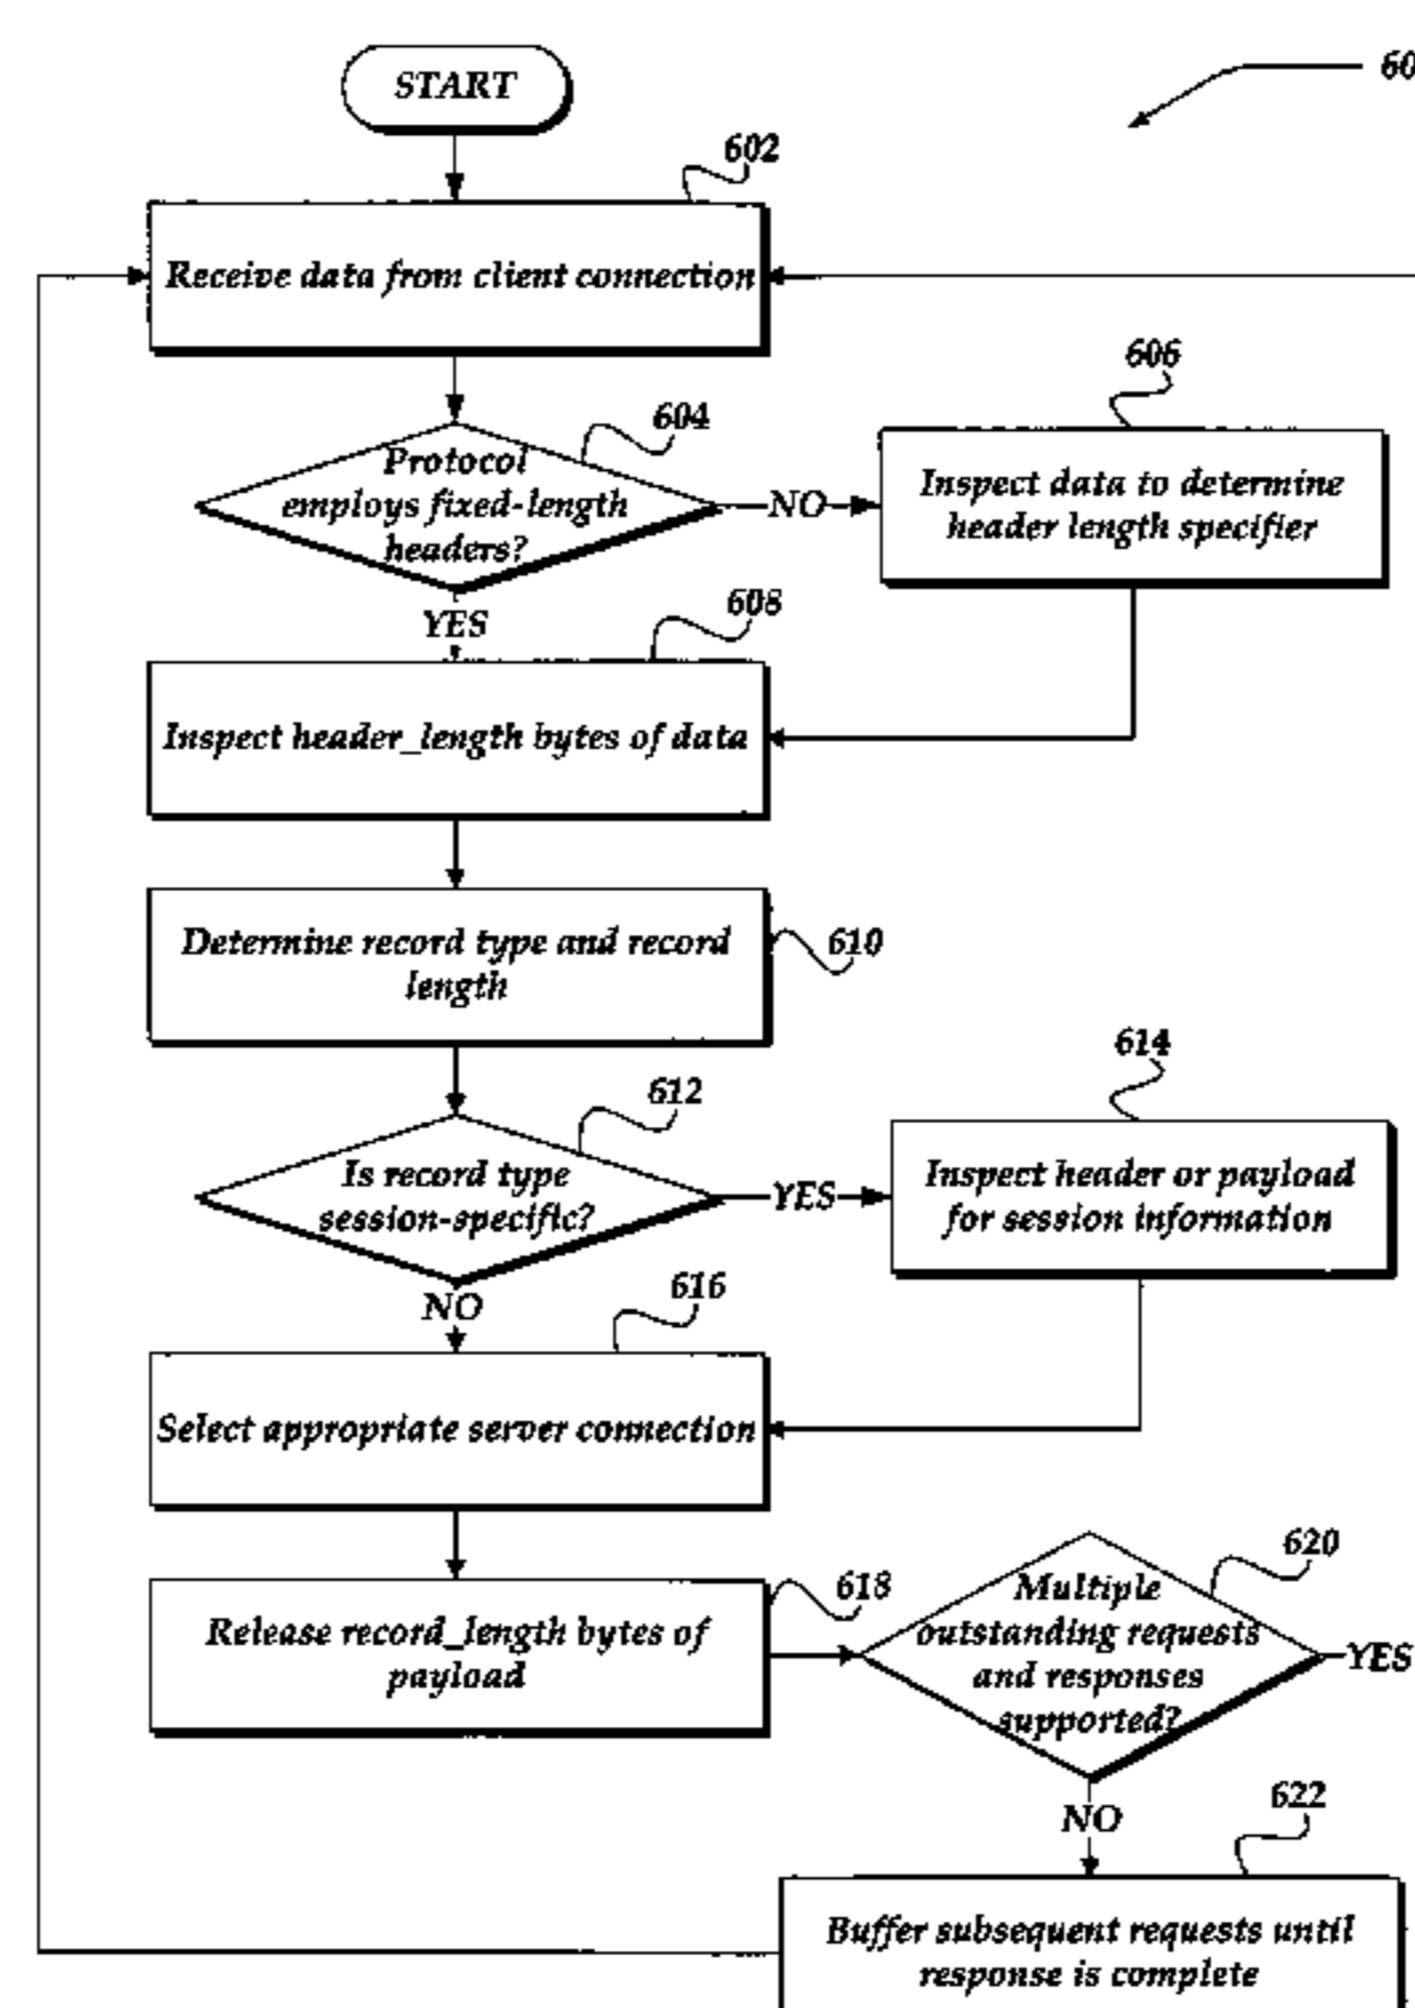 START
60
602
Receive data from client connection
606
604
Protocol
employs fixed-length
headers?
NO
Inspect data to determine
header length specifier
YES
608
Inspect header_length bytes of data
Determine record type and record
length
610
614
612
Is record type
session-specific?
YES
Inspect header or payload
for session information
NO
616
Select appropriate server connection
620
618
Release record_length bytes of
payload
Multiple
outstanding requests
and responses
supported?
YES
NO
622
Buffer subsequent requests until
response is complete